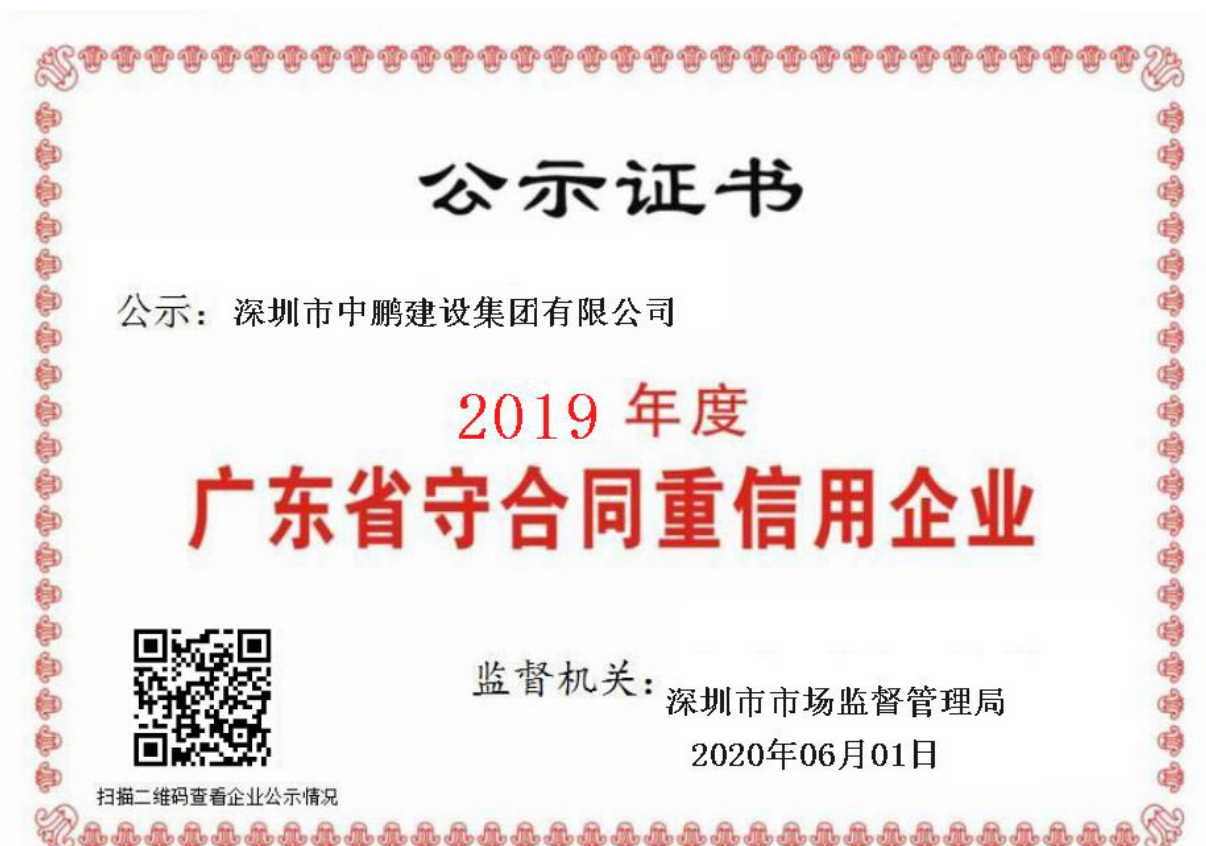 公示证书
公示：深圳市中鹏建设集团有限公司
2019 年度
广东省守合同重信用企业
监督机关：深圳市市场监督管理局
2020年06月01日
扫描二维码查看企业公示情况